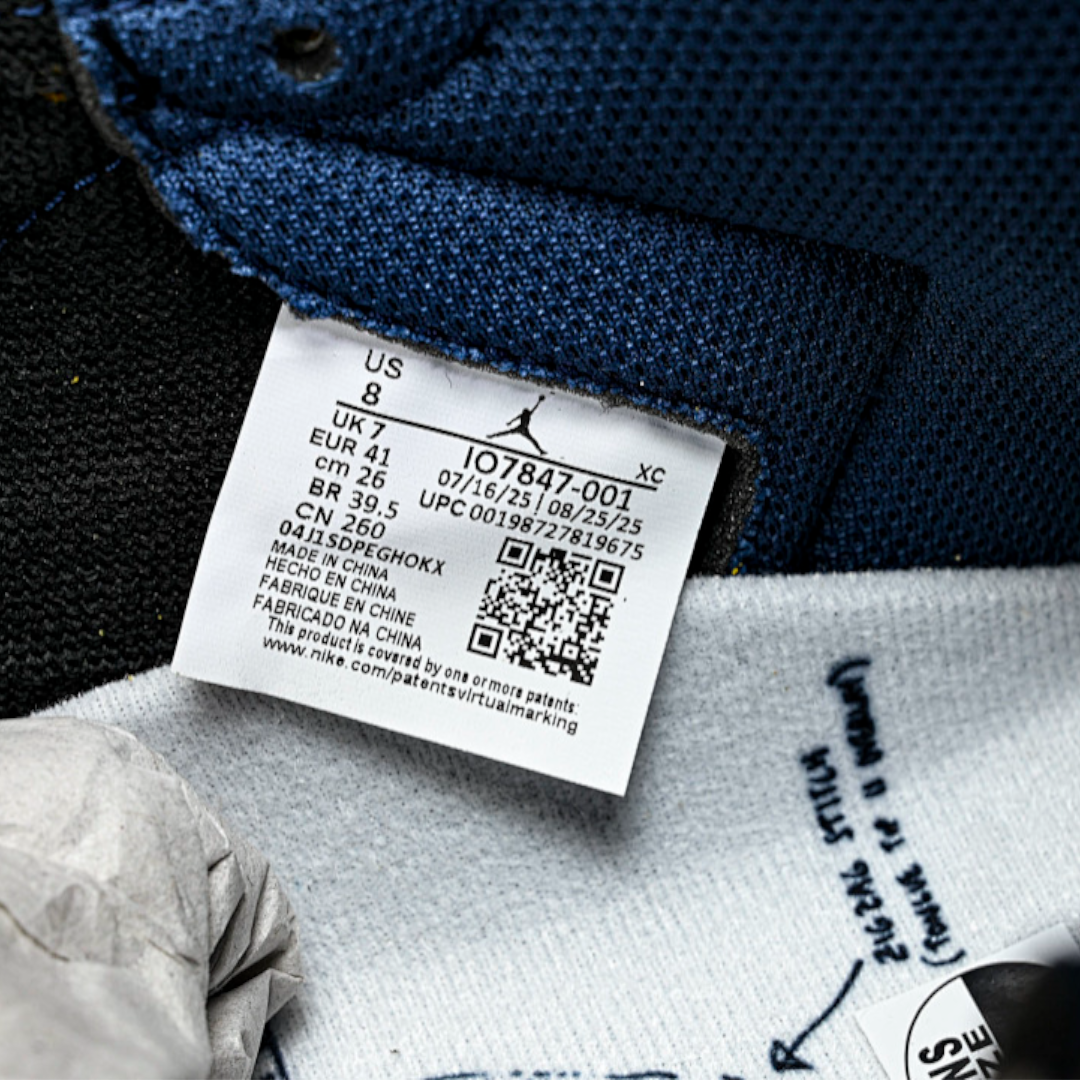 US
8
UK 7
EUR 41
cm 26
BR 39.5
CN 260
XC
IO7847-001
07/16/25 | 08/25/25
UPC 00198727819675
04J1SDPEGHOKX
MADE IN CHINA
HECHO EN CHINA
FABRIQUE EN CHINE
FABRICADO NA CHINA
This product is covered by one or more patents:
www.nike.com/patentsvirtualmarking
ZIGZAG STITCH